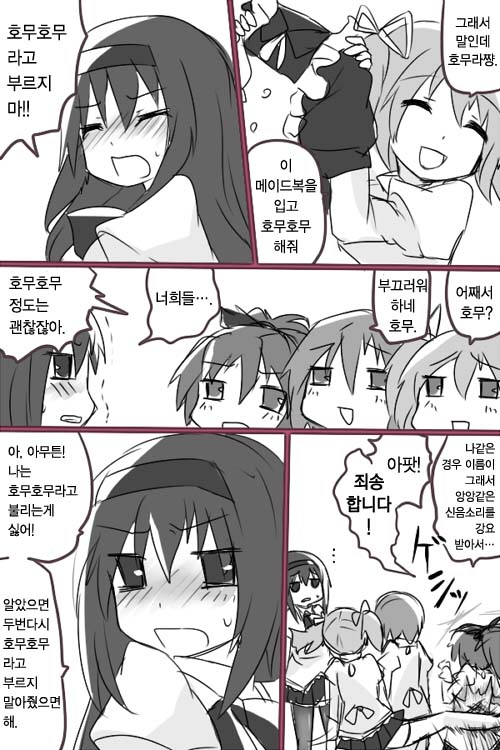 그래서
말인데
호무라쨩.
이
메이드복을
입고
호무호무
해줘
호무호무
라고
부르지
마!!
어째서
호무?
부끄러워
하네
호무.
너희들….
호무호무
정도는
괜찮잖아.
나같은
경우 이름이
그래서
앙앙같은
신음소리를
강요
받아서…
아팟!
죄송
합니다
!
ゲシ
아, 아무튼!
나는
호무호무라고
불리는게
싫어!
알았으면
두번다시
호무호무
라고
부르지
말아줬으면
해.